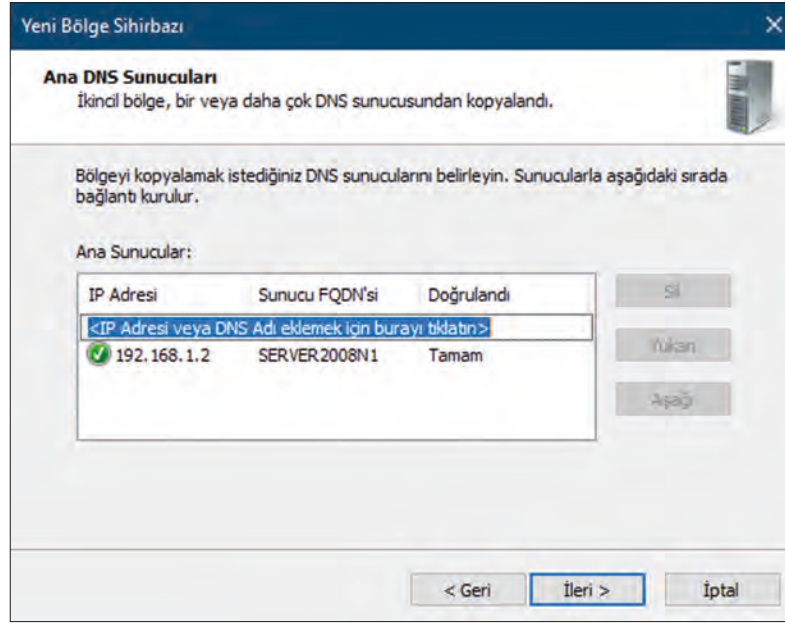 Yeni Bölge Sihirbazı
Ana DNS Sunucuları
İkincil bölge, bir veya daha çok DNS sunucusundan kopyalandı.
Bölgeyi kopyalamak istediğiniz DNS sunucularını belirleyin. Sunucularla aşağıdaki sırada
bağlantı kurulur.
Ana Sunucular:
IP Adresi Sunucu FQDN'si Doğrulandı
<IP Adresi veya DNS Adı eklemek için burayı tıklatın>
192.168.1.2 SERVER2008N1 Tamam
Sil
Yukarı
Aşağı
< Geri İleri > İptal